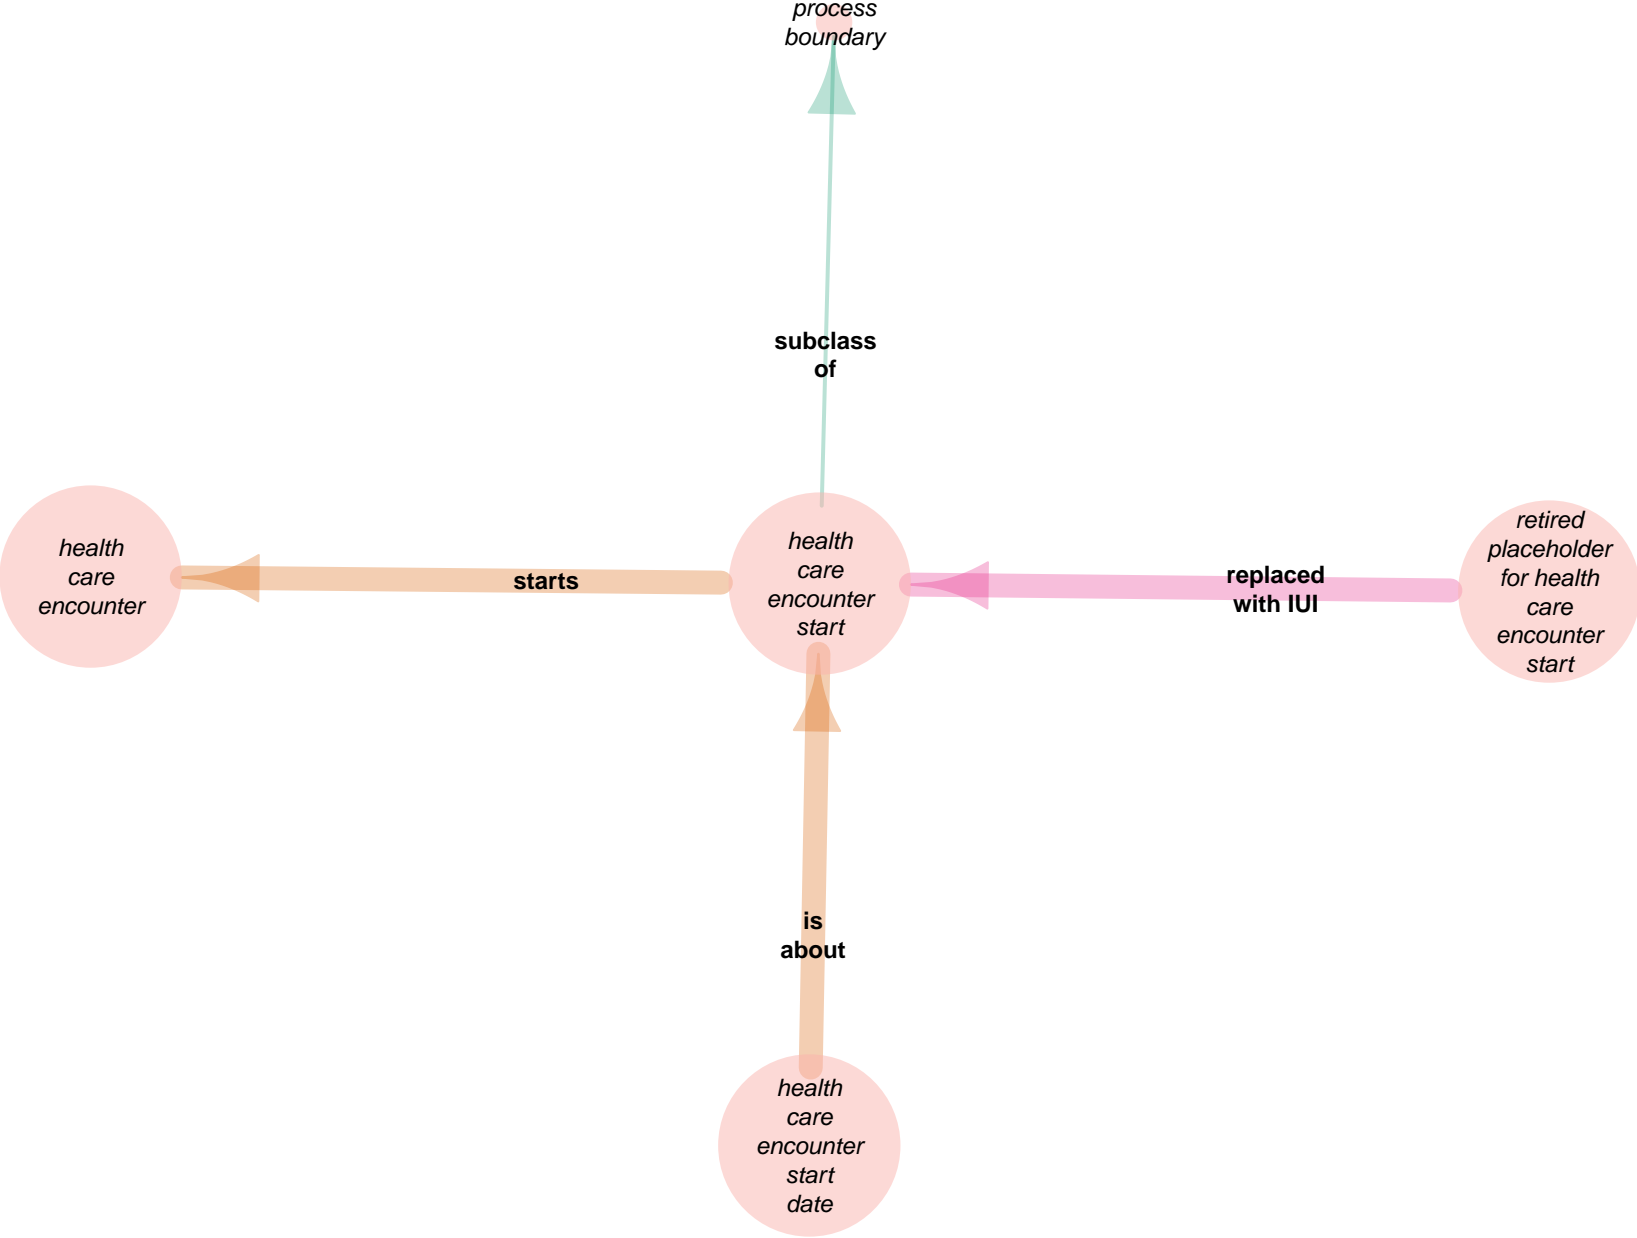 process
boundary
subclass
of
health
care
encounter
starts
health
care
encounter
start
replaced
with IUI
retired
placeholder
for health
care
encounter
start
is
about
health
care
encounter
start
date